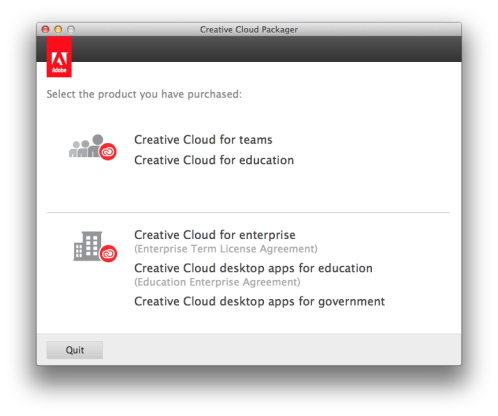 Creative Cloud Packager
Adobe
Select the product you have purchased:
Creative Cloud for teams
Creative Cloud for education
Creative Cloud for enterprise
(Enterprise Term License Agreement)
Creative Cloud desktop apps for education
(Education Enterprise Agreement)
Creative Cloud desktop apps for government
Quit